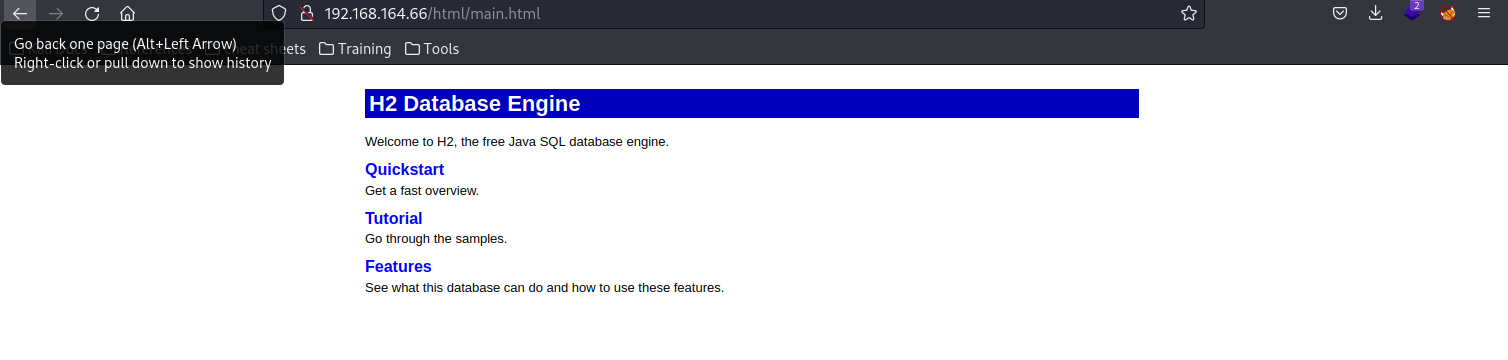 192.168.164.66/html/main.html
2
Go back one page (Alt+Left Arrow)
Right-click or pull down to show history
sheets
Training
Tools
H2 Database Engine
Welcome to H2, the free Java SQL database engine.
Quickstart
Get a fast overview.
Tutorial
Go through the samples.
Features
See what this database can do and how to use these features.